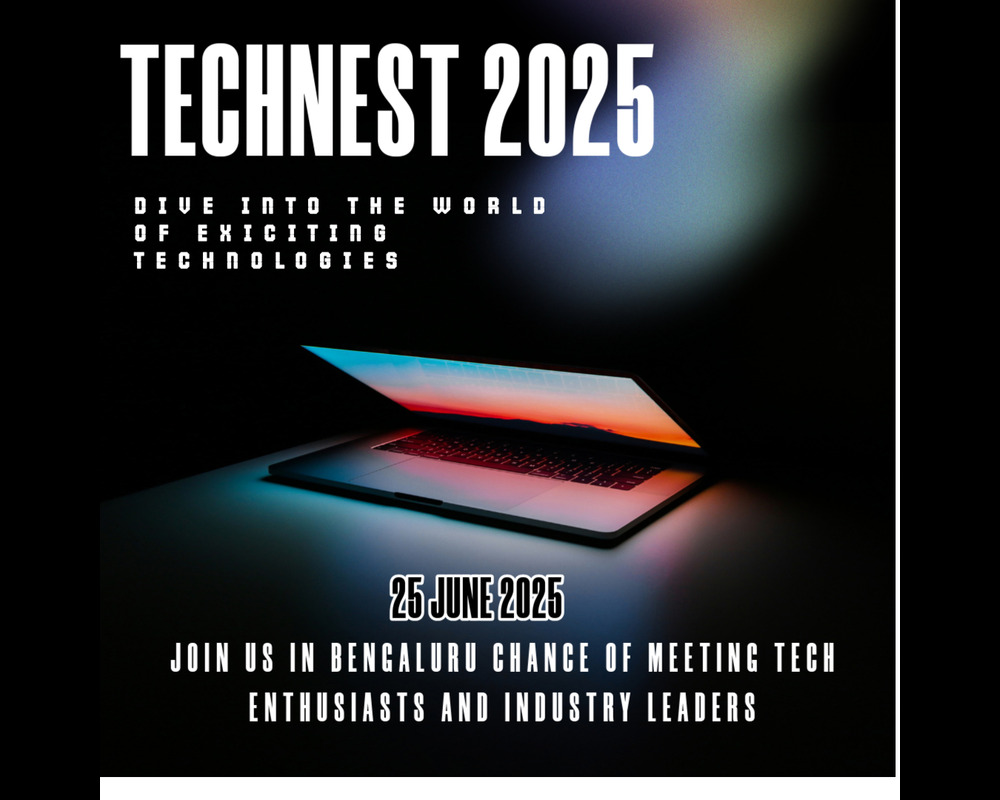 TECHNEST 2025
DIVE INTO THE WORLD
OF EXICITING
TECHNOLOGIES
25 JUNE 2025
JOIN US IN BENGALURU CHANCE OF MEETING TECH
ENTHUSIASTS AND INDUSTRY LEADERS